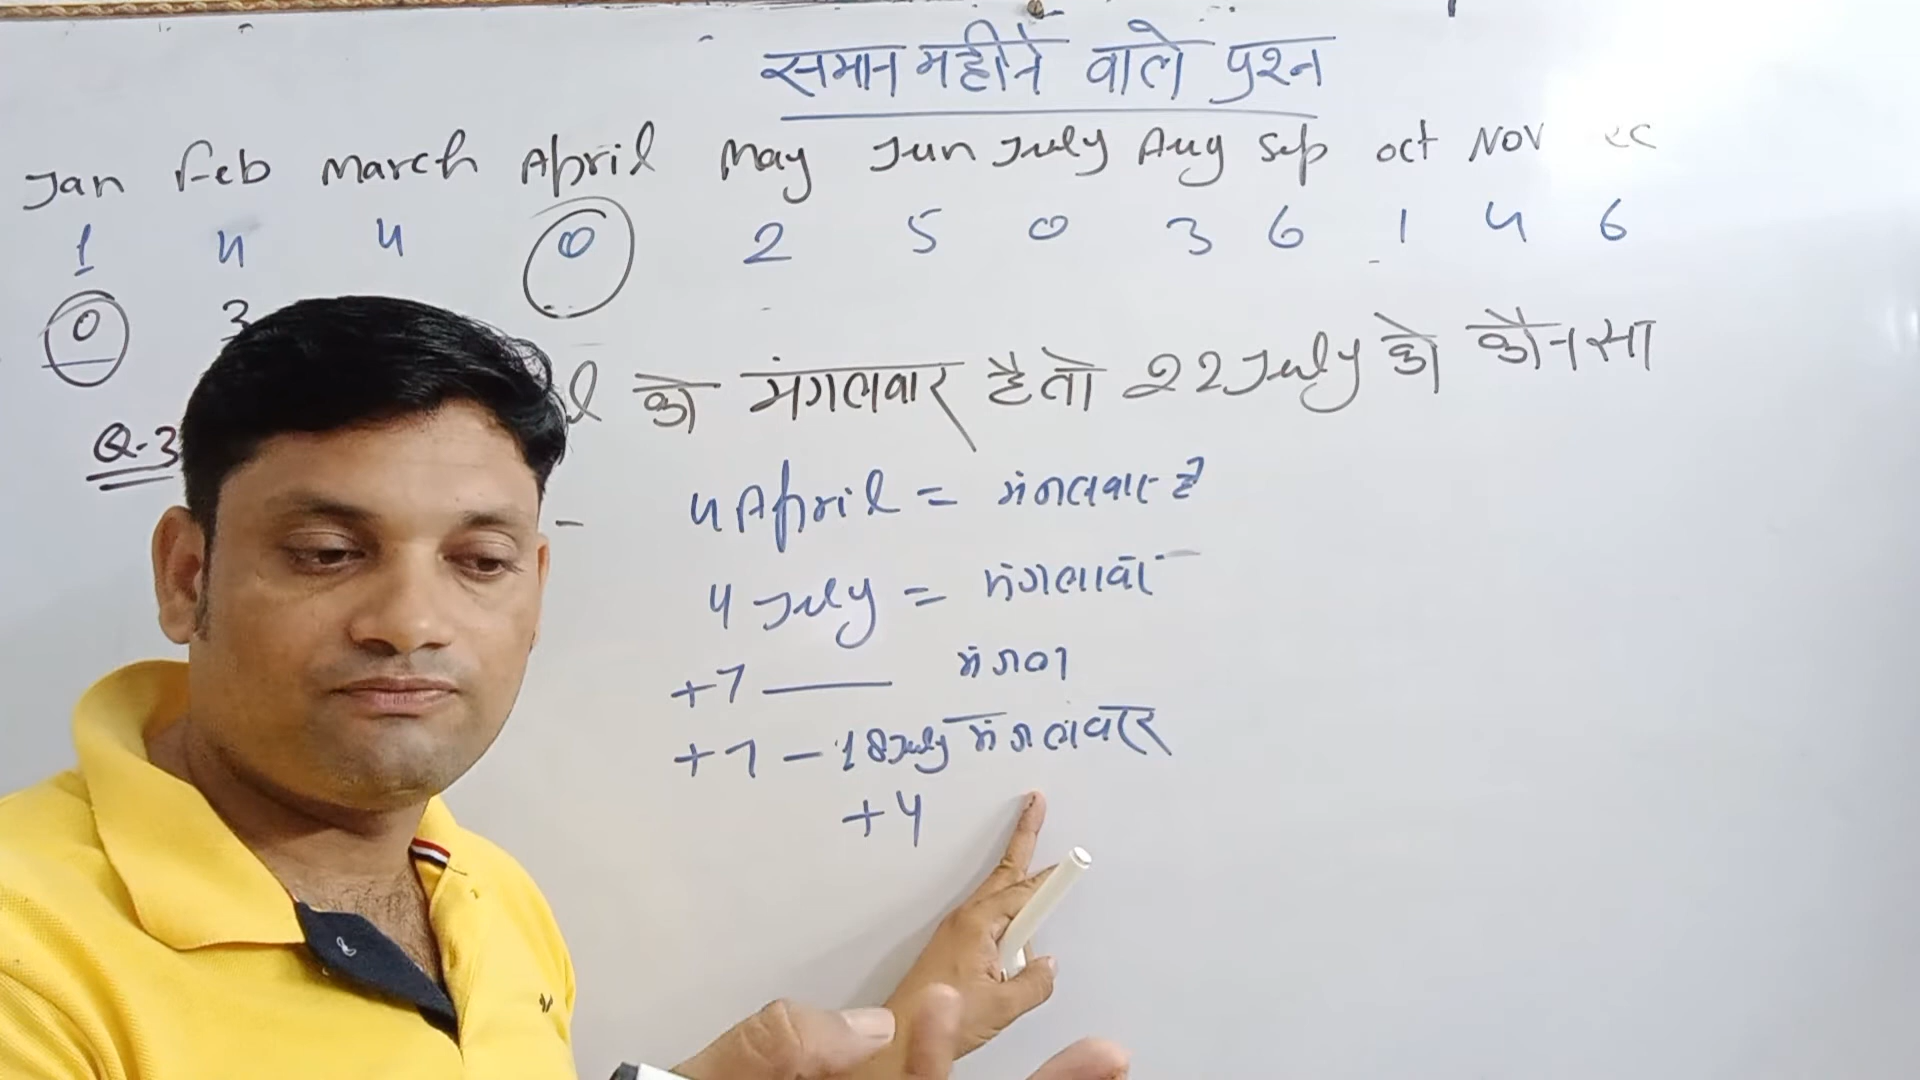 समान महीने वाले प्रश्न
Jan Feb March April May Jun July Aug Sep oct NOV
1 4 4 0 2 5 0 3 6 1 4 6
0 3
Q.3 को मंगलवार है तो 22 July को कौनसा
4 April = मंगलवार है
4 July = मंगलवार
+7 — मंगल
+7 - 18 July मंगलवार
+4